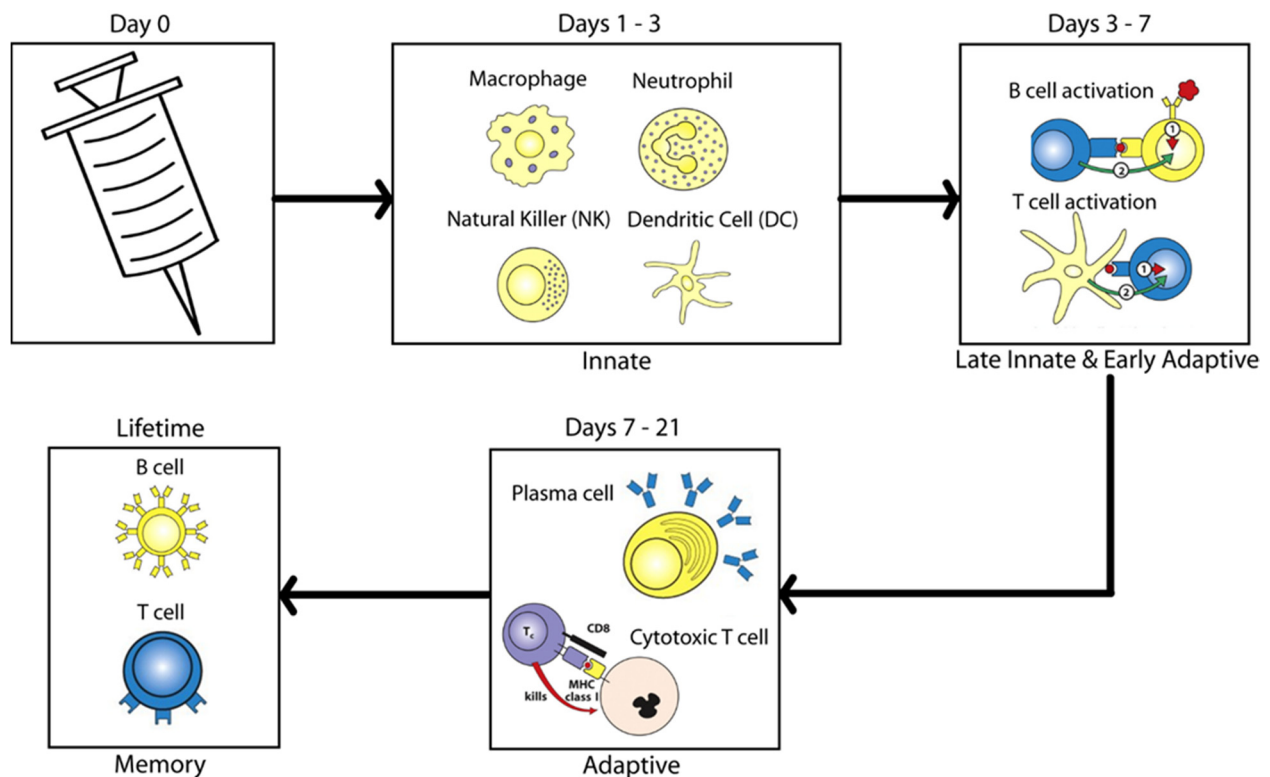 Day 0
Days 1 - 3
Days 3 - 7
Macrophage
Neutrophil
Natural Killer (NK)
Dendritic Cell (DC)
Innate
B cell activation
1
2
T cell activation
1
2
Late Innate & Early Adaptive
Lifetime
B cell
T cell
Memory
Days 7 - 21
Plasma cell
Tc
CD8
Cytotoxic T cell
MHC
class I
kills
Adaptive